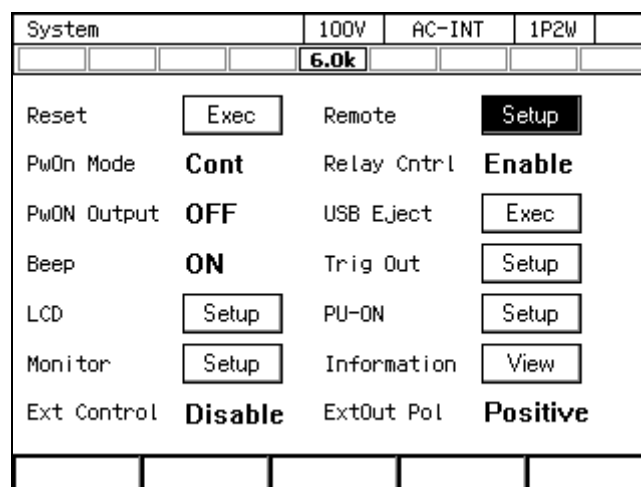 System 100V AC-INT 1P2W
6.0k
Reset Exec Remote Setup
PwOn Mode Cont Relay Cntrl Enable
PwON Output OFF USB Eject Exec
Beep ON Trig Out Setup
LCD Setup PU-ON Setup
Monitor Setup Information View
Ext Control Disable ExtOut Pol Positive